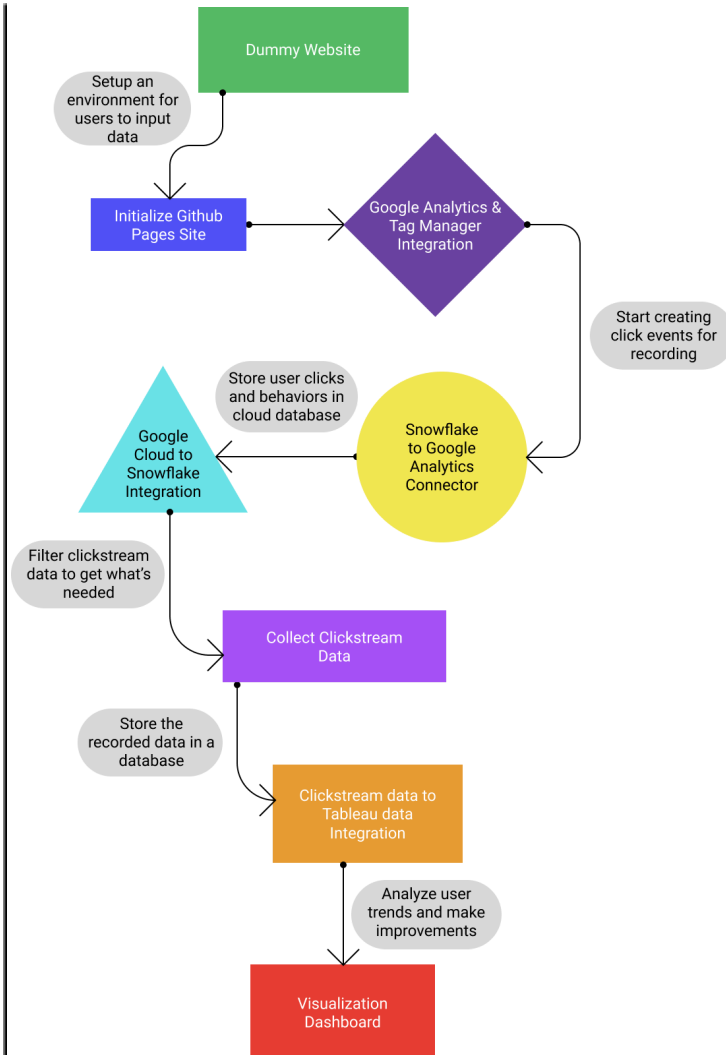 Dummy Website
Setup an
environment for
users to input
data
Initialize Github
Pages Site
Google Analytics &
Tag Manager
Integration
Start creating
click events for
recording
Store user clicks
and behaviors in
cloud database
Snowflake
to Google
Analytics
Connector
Google
Cloud to
Snowflake
Integration
Filter clickstream
data to get what's
needed
Collect Clickstream
Data
Store the
recorded data in a
database
Clickstream data to
Tableau data
Integration
Analyze user
trends and make
improvements
Visualization
Dashboard